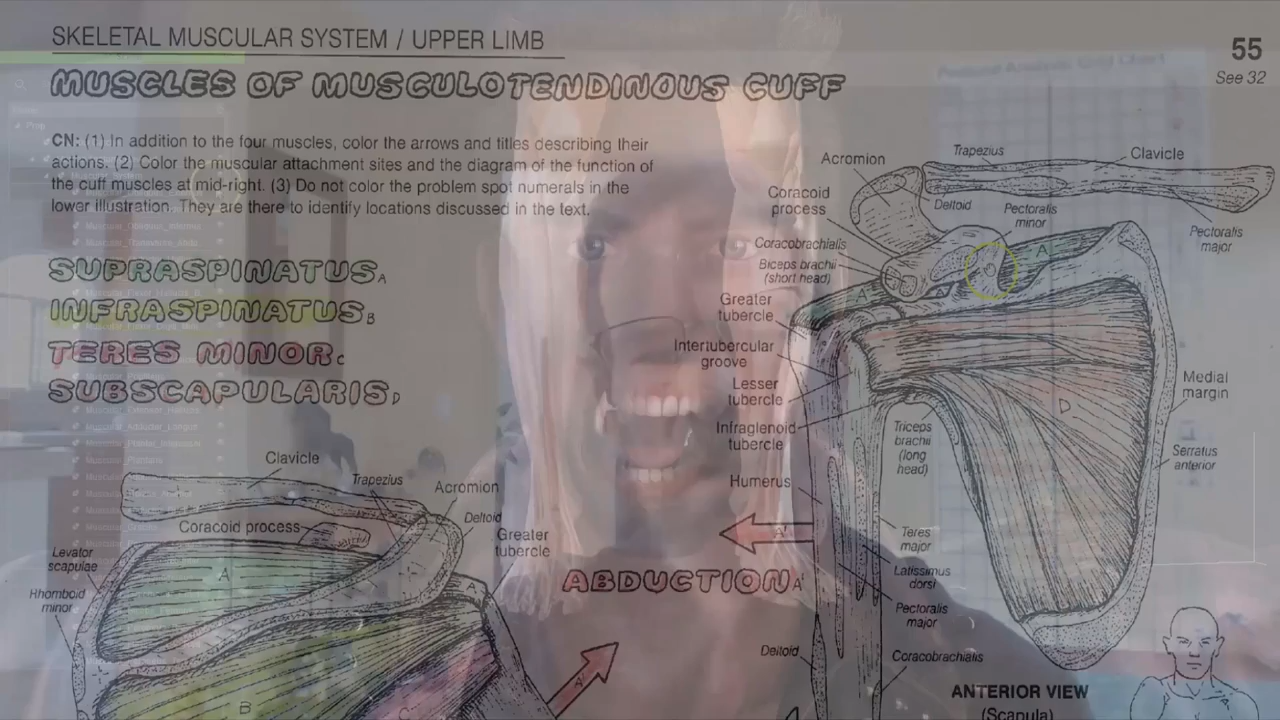 SKELETAL MUSCULAR SYSTEM / UPPER LIMB
55
See 32
MUSCLES OF MUSCULOTENDINOUS CUFF
CN: (1) In addition to the four muscles, color the arrows and titles describing their
actions. (2) Color the muscular attachment sites and the diagram of the function of
the cuff muscles at mid-right. (3) Do not color the problem spot numerals in the
lower illustration. They are there to identify locations discussed in the text.
SUPRASPINATUS A
INFRASPINATUS B
TERES MINOR C
SUBSCAPULARIS D
Acromion
Trapezius
Clavicle
Coracoid
process
Deltoid
Pectoralis
minor
Pectoralis
major
Coracobrachialis
Biceps brachii
(short head)
A
A
Greater
tubercle
Intertubercular
groove
Lesser
tubercle
Infraglenoid
tubercle
Humerus
Triceps
brachii
(long
head)
D
Medial
margin
Serratus
anterior
Teres
major
Latissimus
dorsi
Pectoralis
major
Coracobrachialis
Deltoid
A'
ABDUCTION A'
ANTERIOR VIEW
(Scapula)
Clavicle
Trapezius
Acromion
Deltoid
Coracoid process
Greater
tubercle
Levator
scapulae
Rhomboid
minor
A
B
C
A'